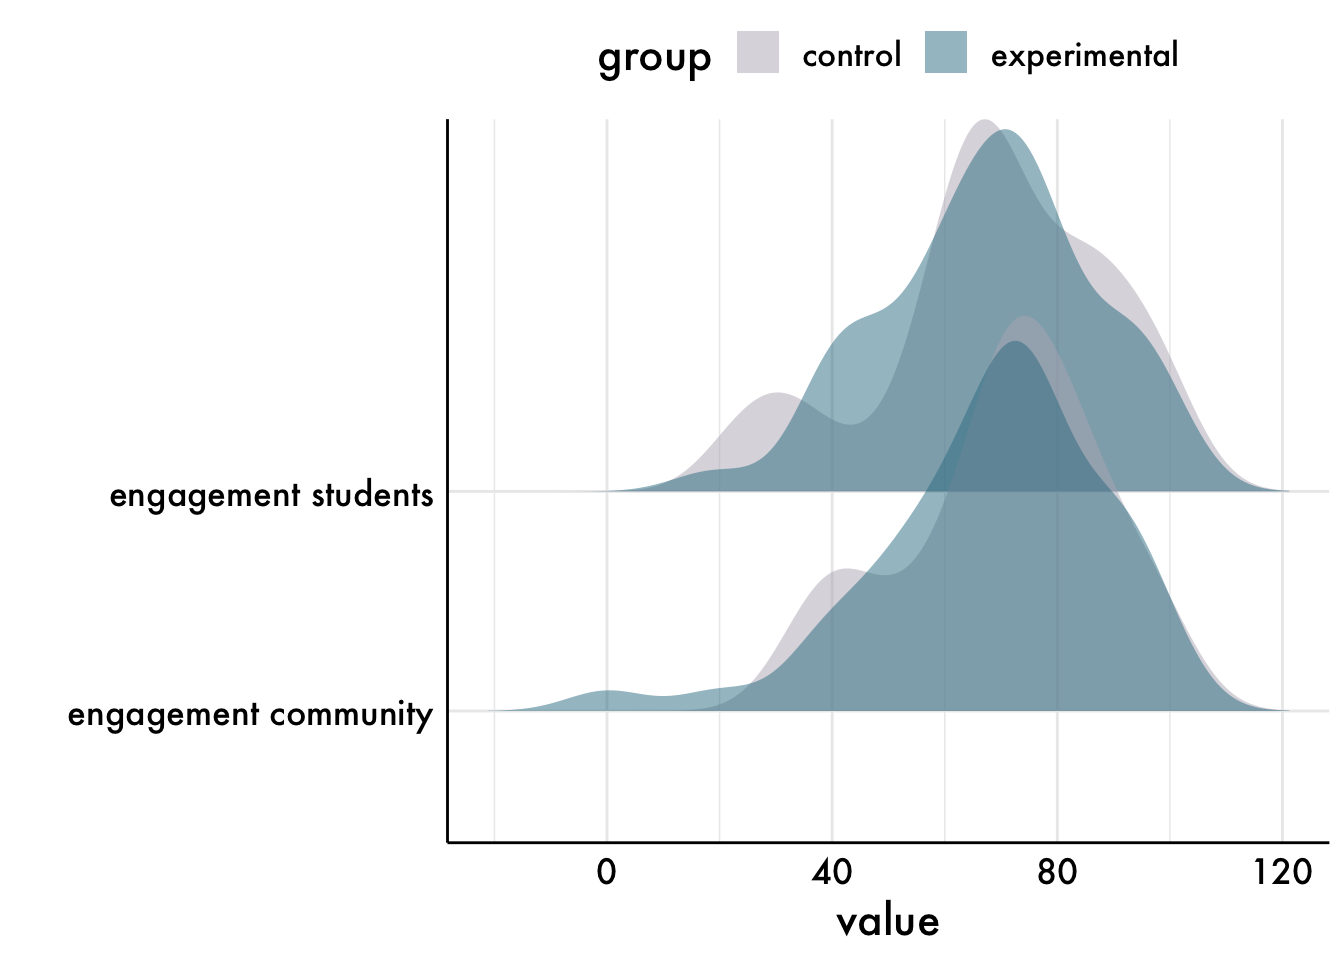 group control experimental
engagement students
engagement community
0 40 80 120
value